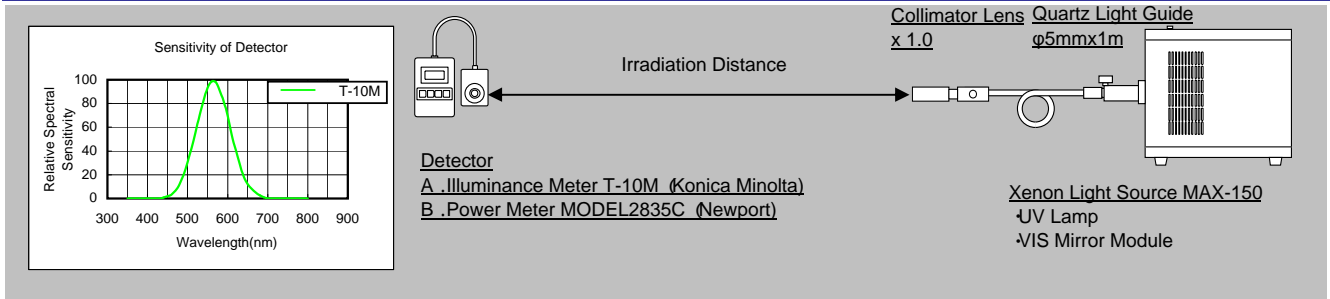 Sensitivity of Detector
T-10M
Relative Spectral
Sensitivity
100
80
60
40
20
0
300 400 500 600 700 800 900
Wavelength(nm)
Irradiation Distance
Detector
A .Illuminance Meter T-10M (Konica Minolta)
B .Power Meter MODEL2835C (Newport)
Collimator Lens
x 1.0
Quartz Light Guide
φ5mmx1m
Xenon Light Source MAX-150
・UV Lamp
・VIS Mirror Module